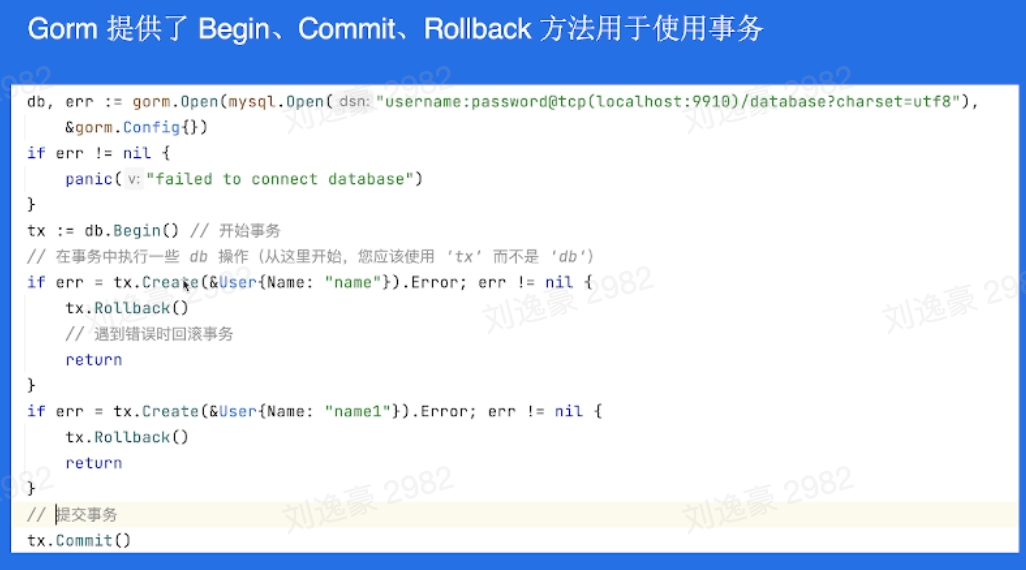 Gorm 提供了 Begin、Commit、Rollback 方法用于使用事务
db, err := gorm.Open(mysql.Open( dsn: "username:password@tcp(localhost:9910)/database?charset=utf8"),
&gorm.Config{})
if err != nil {
panic( v: "failed to connect database")
}
tx := db.Begin() // 开始事务
// 在事务中执行一些 db 操作（从这里开始，您应该使用 'tx' 而不是 'db'）
if err = tx.Create(&User{Name: "name"}).Error; err != nil {
tx.Rollback()
// 遇到错误时回滚事务
return
}
if err = tx.Create(&User{Name: "name1"}).Error; err != nil {
tx.Rollback()
return
}
// 提交事务
tx.Commit()
刘逸豪 2982